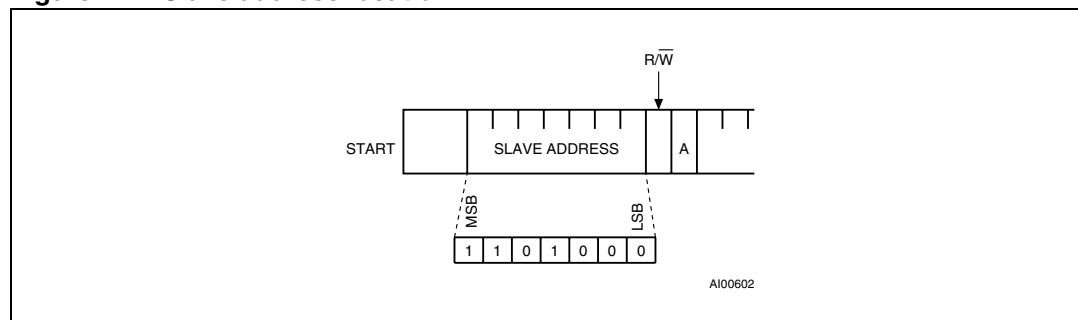 R/W̅
START
SLAVE ADDRESS
A
MSB
LSB
1 1 0 1 0 0 0
AI00602